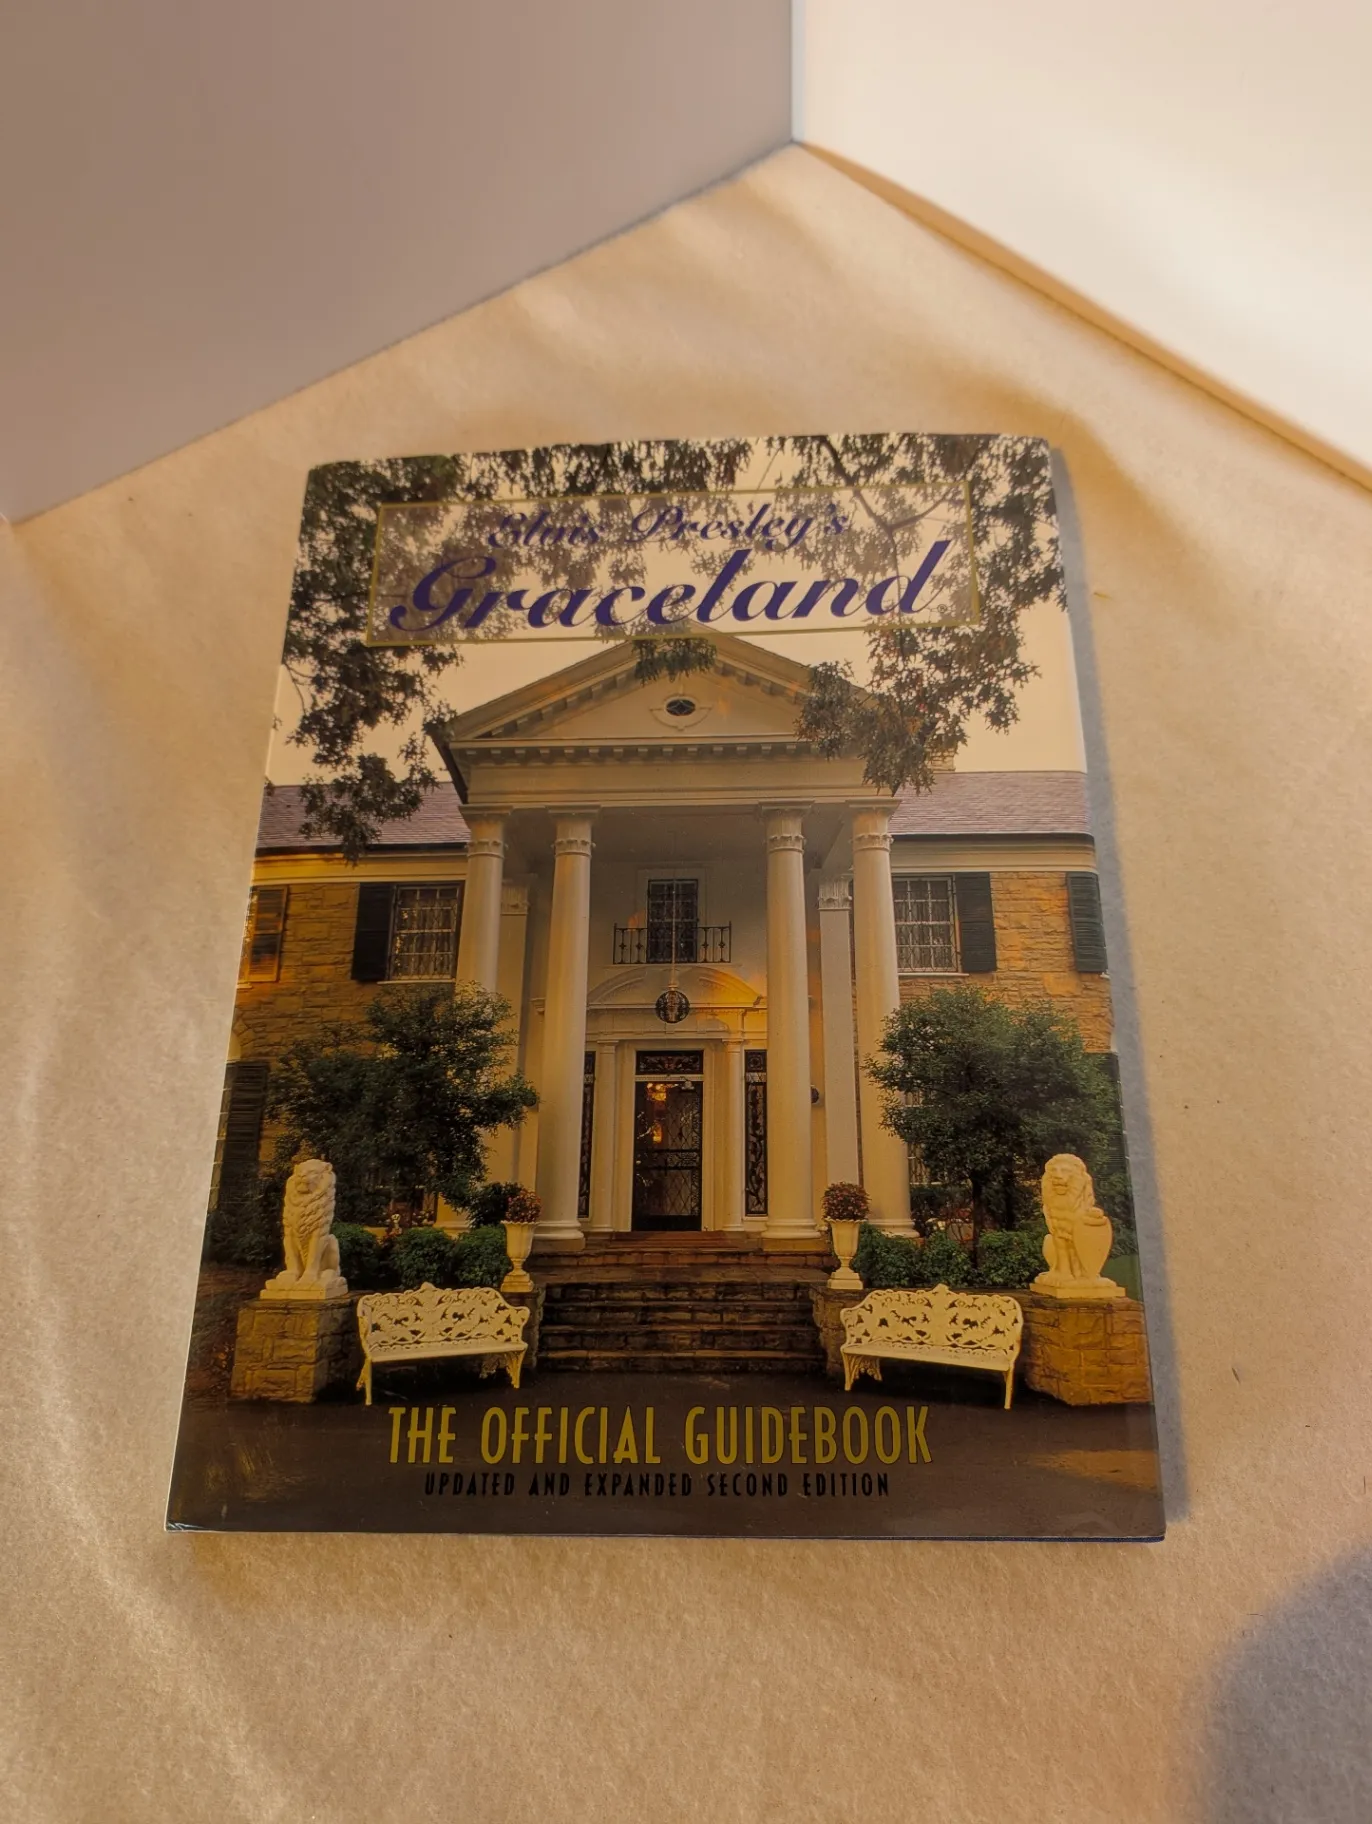 Elvis Presley's
Graceland
THE OFFICIAL GUIDEBOOK
UPDATED AND EXPANDED SECOND EDITION